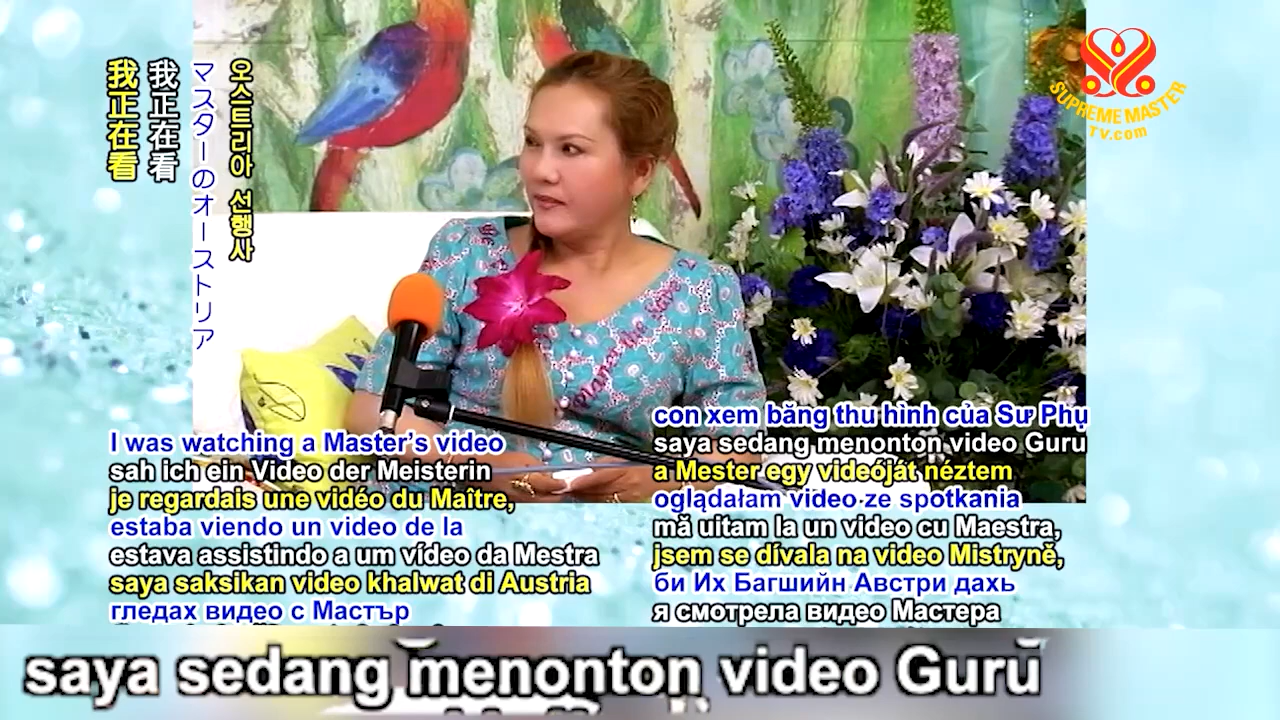 我正在看
我正在看
マスターのオーストリア
오스트리아 선행사
SUPREME MASTER
TV.com
I was watching a Master's video
sah ich ein Video der Meisterin
je regardais une vidéo du Maître,
estaba viendo un video de la
estava assistindo a um vídeo da Mestra
saya saksikan video khalwat di Austria
гледах видео с Мастър
con xem băng thu hình của Sư Phụ
saya sedang menonton video Guru
a Mester egy videóját néztem
oglądałam video ze spotkania
mă uitam la un video cu Maestra,
jsem se dívala na video Mistryně,
би Их Багшийн Австри дахь
я смотрела видео Мастера
saya sedang menonton video Guru